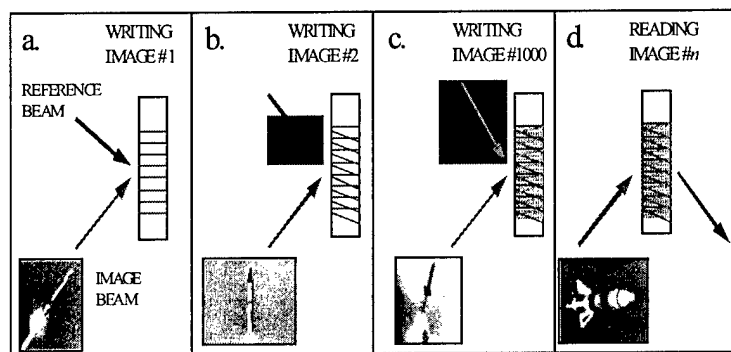 a.
WRITING
IMAGE #1
REFERENCE
BEAM
IMAGE
BEAM
b.
WRITING
IMAGE #2
c.
WRITING
IMAGE #1000
d.
READING
IMAGE #n